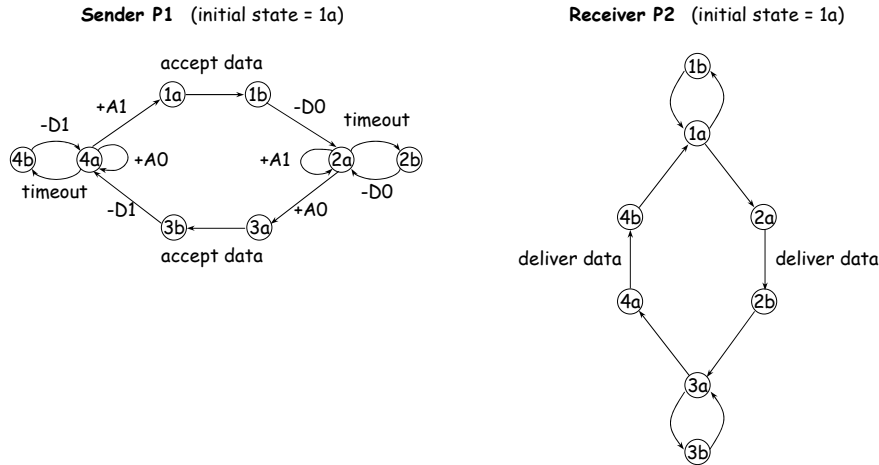 Sender P1 (initial state = 1a)
Receiver P2 (initial state = 1a)
accept data
1a
1b
+A1
-D0
timeout
-D1
4b
4a
+A0
+A1
2a
2b
timeout
-D0
-D1
+A0
3b
3a
accept data
1b
1a
4b
2a
deliver data
deliver data
4a
2b
3a
3b